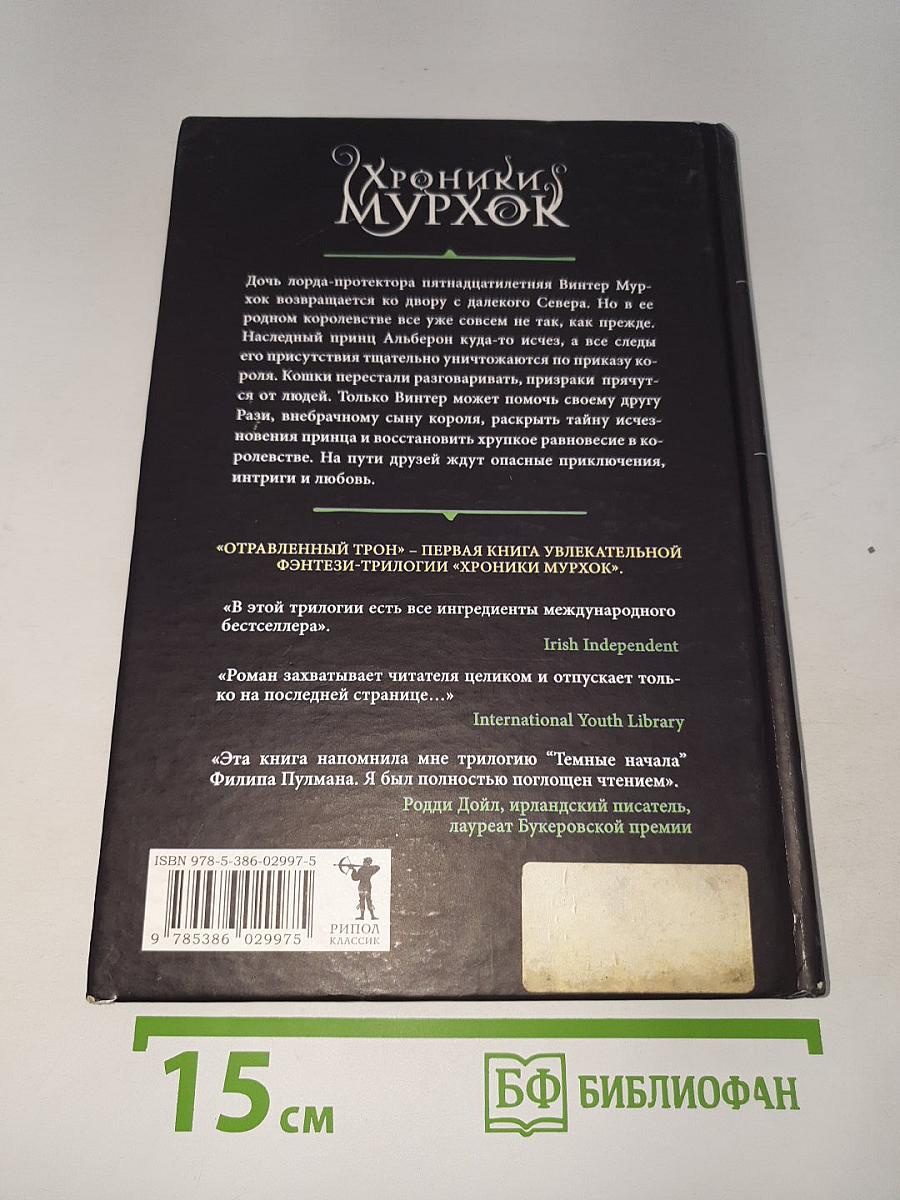 ХРОНИКИ
МУРХОК
Дочь лорда-протектора пятнадцатилетняя Винтер Мур-
хок возвращается ко двору с далекого Севера. Но в ее
родном королевстве все уже совсем не так, как прежде.
Наследный принц Альберон куда-то исчез, а все следы
его присутствия тщательно уничтожаются по приказу ко-
роля. Кошки перестали разговаривать, призраки прячут-
ся от людей. Только Винтер может помочь своему другу
Рази, внебрачному сыну короля, раскрыть тайну исчез-
новения принца и восстановить хрупкое равновесие в ко-
ролевстве. На пути друзей ждут опасные приключения,
интриги и любовь.
«ОТРАВЛЕННЫЙ ТРОН» – ПЕРВАЯ КНИГА УВЛЕКАТЕЛЬНОЙ
ФЭНТЕЗИ-ТРИЛОГИИ «ХРОНИКИ МУРХОК».
«В этой трилогии есть все ингредиенты международного
бестселлера».
Irish Independent
«Роман захватывает читателя целиком и отпускает толь-
ко на последней странице...»
International Youth Library
«Эта книга напомнила мне трилогию “Темные начала”
Филипа Пулмана. Я был полностью поглощен чтением».
Родди Дойл, ирландский писатель,
лауреат Букеровской премии
ISBN 978-5-386-02997-5
9 785386 029975
РИПОЛ
КЛАССИК
15 см
БФ БИБЛИОФАН